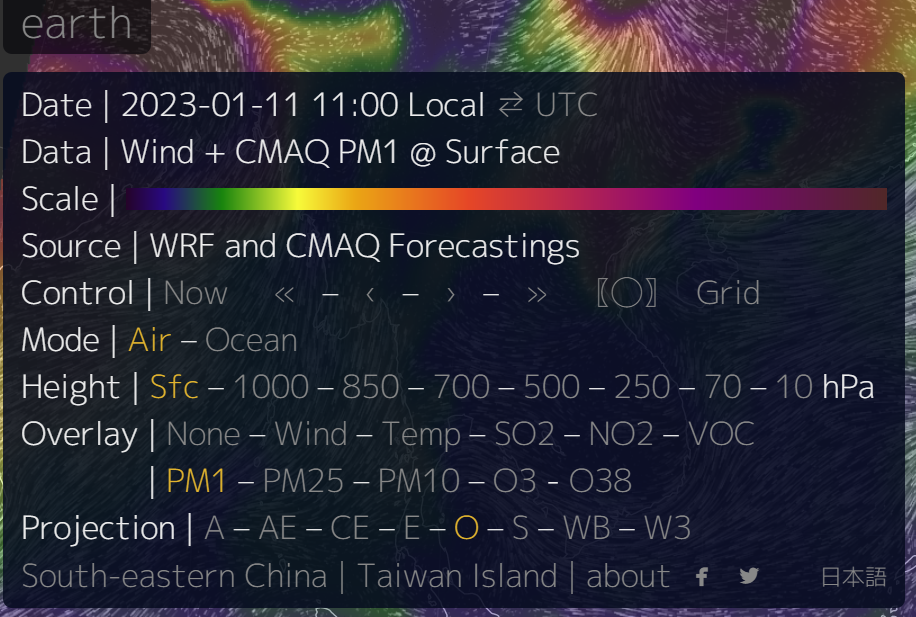 earth
Date | 2023-01-11 11:00 Local ⇄ UTC
Data | Wind + CMAQ PM1 @ Surface
Scale |
Source | WRF and CMAQ Forecastings
Control | Now « – ‹ – › – » 〖◯〗 Grid
Mode | Air – Ocean
Height | Sfc – 1000 – 850 – 700 – 500 – 250 – 70 – 10 hPa
Overlay | None – Wind – Temp – SO2 – NO2 – VOC
| PM1 – PM25 – PM10 – O3 - O38
Projection | A – AE – CE – E – O – S – WB – W3
South-eastern China | Taiwan Island | about 日本語